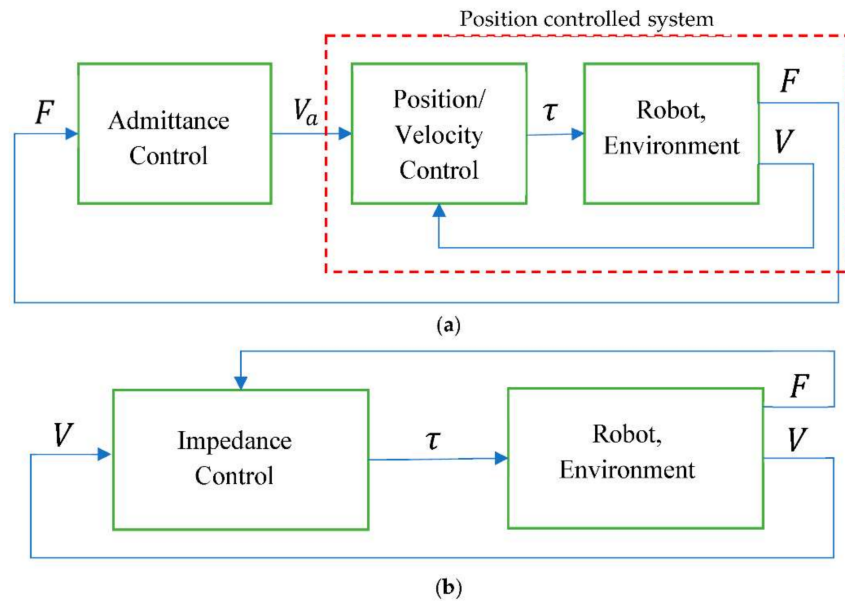 Position controlled system
F
Admittance
Control
V_a
Position/
Velocity
Control
τ
Robot,
Environment
F
V
(a)
V
Impedance
Control
τ
Robot,
Environment
F
V
(b)